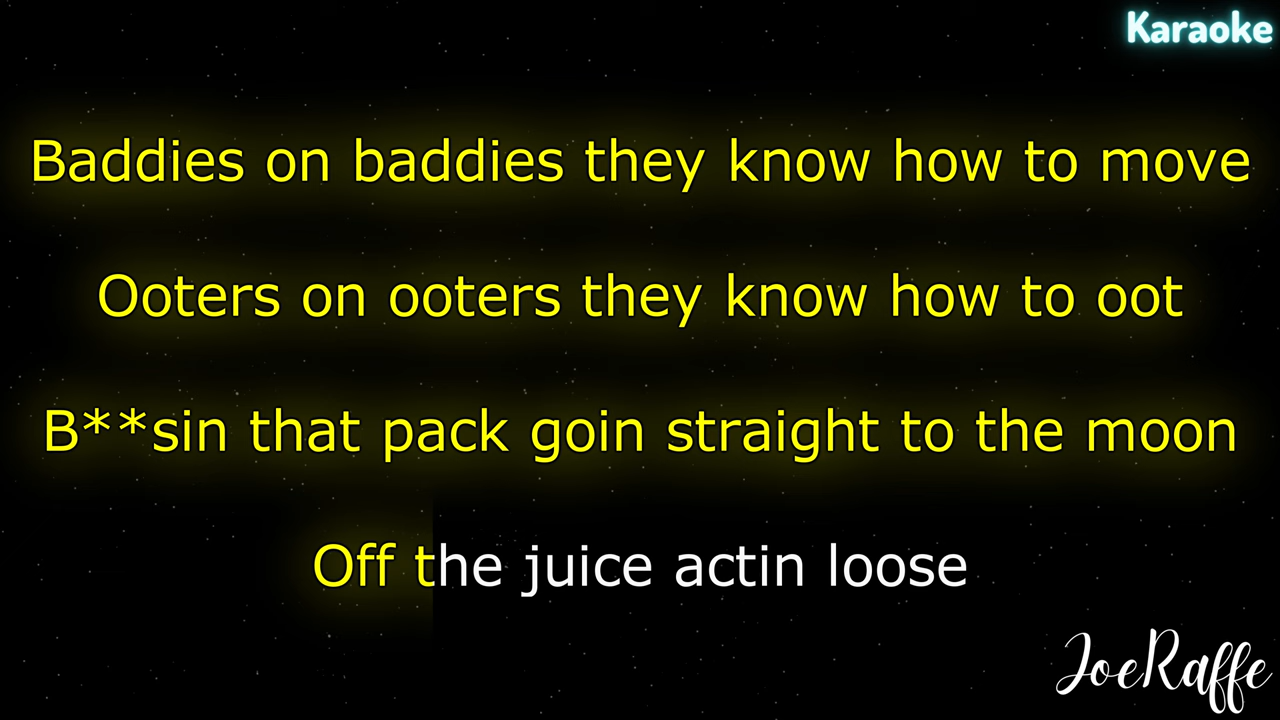 Karaoke
Baddies on baddies they know how to move
Ooters on ooters they know how to oot
B**sin that pack goin straight to the moon
Off the juice actin loose
JoeRaffe